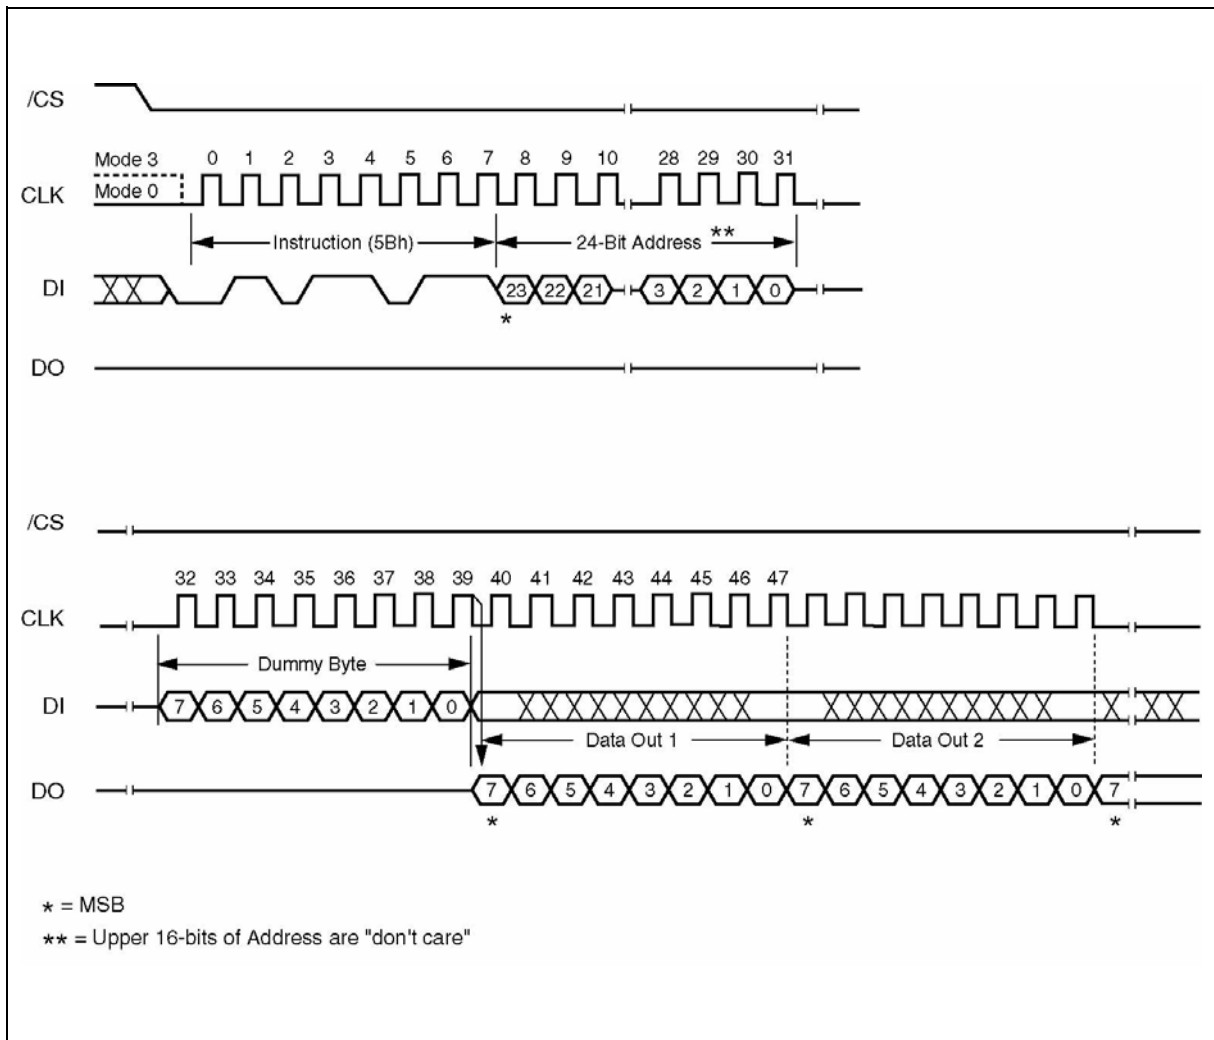 /CS
Mode 3 0 1 2 3 4 5 6 7 8 9 10 28 29 30 31
CLK Mode 0
Instruction (5Bh) 24-Bit Address **
DI 23 22 21 3 2 1 0
*
DO
/CS
32 33 34 35 36 37 38 39 40 41 42 43 44 45 46 47
CLK
Dummy Byte
DI 7 6 5 4 3 2 1 0
Data Out 1 Data Out 2
DO 7 6 5 4 3 2 1 0 7 6 5 4 3 2 1 0 7
* * *
* = MSB
** = Upper 16-bits of Address are "don't care"